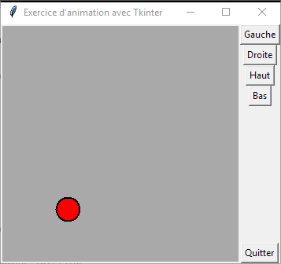 Exercice d'animation avec Tkinter
Gauche
Droite
Haut
Bas
Quitter